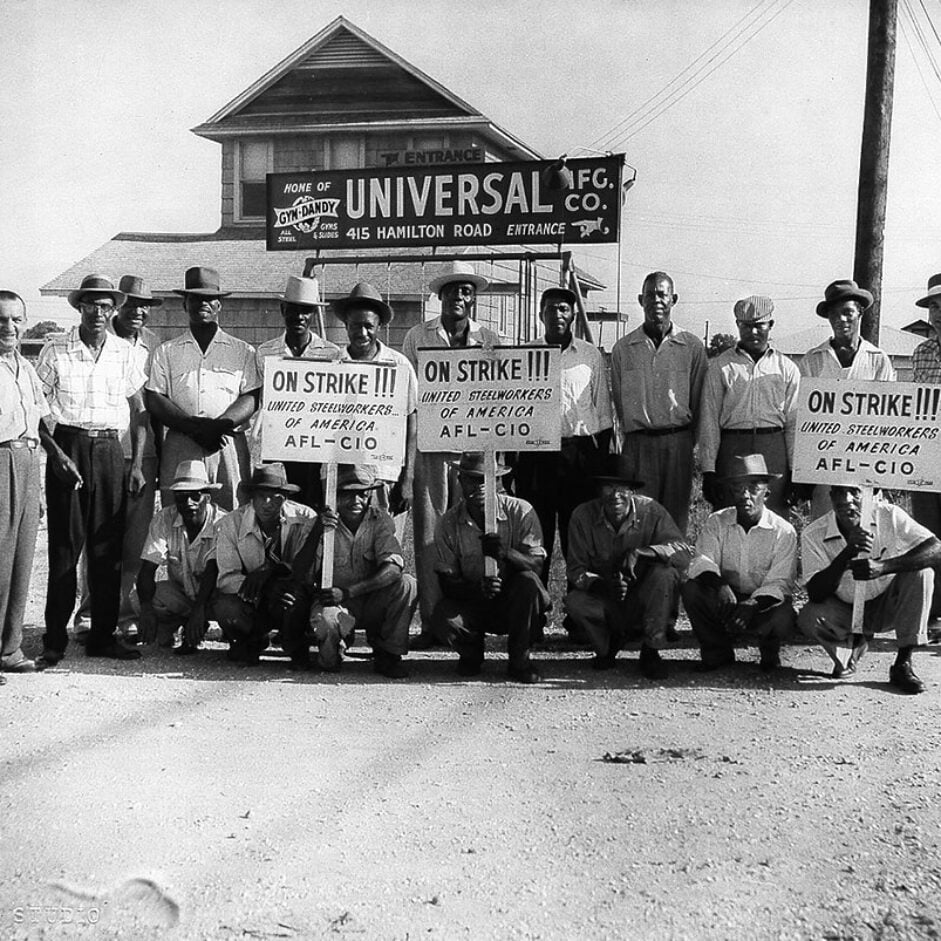 ENTRANCE
HOME OF
GYM-DANDY
ALL STEEL GYMS & SLIDES
UNIVERSAL MFG. CO.
415 HAMILTON ROAD ENTRANCE
ON STRIKE!!!
UNITED STEELWORKERS
OF AMERICA
AFL-CIO
ON STRIKE!!!
UNITED STEELWORKERS
OF AMERICA
AFL-CIO
ON STRIKE!!!
UNITED STEELWORKERS
OF AMERICA
AFL-CIO
STUDIO